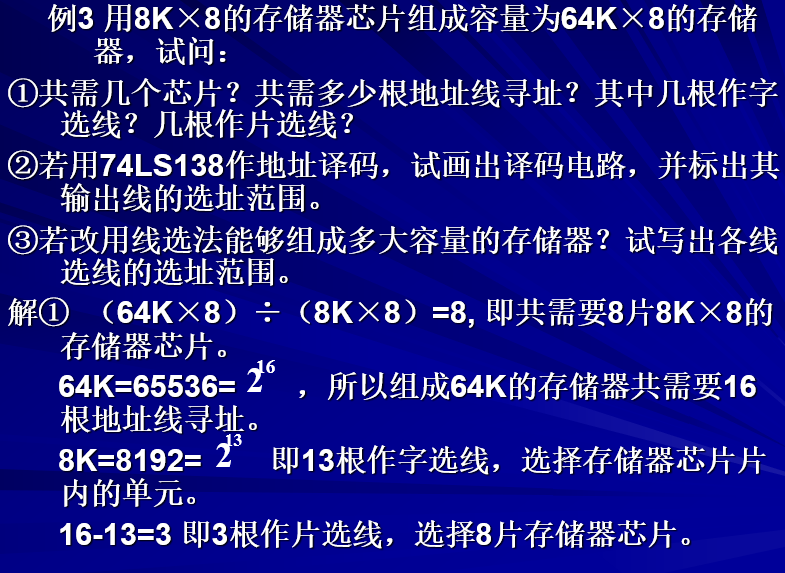 例3 用8K×8的存储器芯片组成容量为64K×8的存储
器，试问：
①共需几个芯片？共需多少根地址线寻址？其中几根作字
选线？几根作片选线？
②若用74LS138作地址译码，试画出译码电路，并标出其
输出线的选址范围。
③若改用线选法能够组成多大容量的存储器？试写出各线
选线的选址范围。
解① （64K×8）÷（8K×8）=8, 即共需要8片8K×8的
存储器芯片。
64K=65536= 2^16 ，所以组成64K的存储器共需要16
根地址线寻址。
8K=8192= 2^13 即13根作字选线，选择存储器芯片片
内的单元。
16-13=3 即3根作片选线，选择8片存储器芯片。